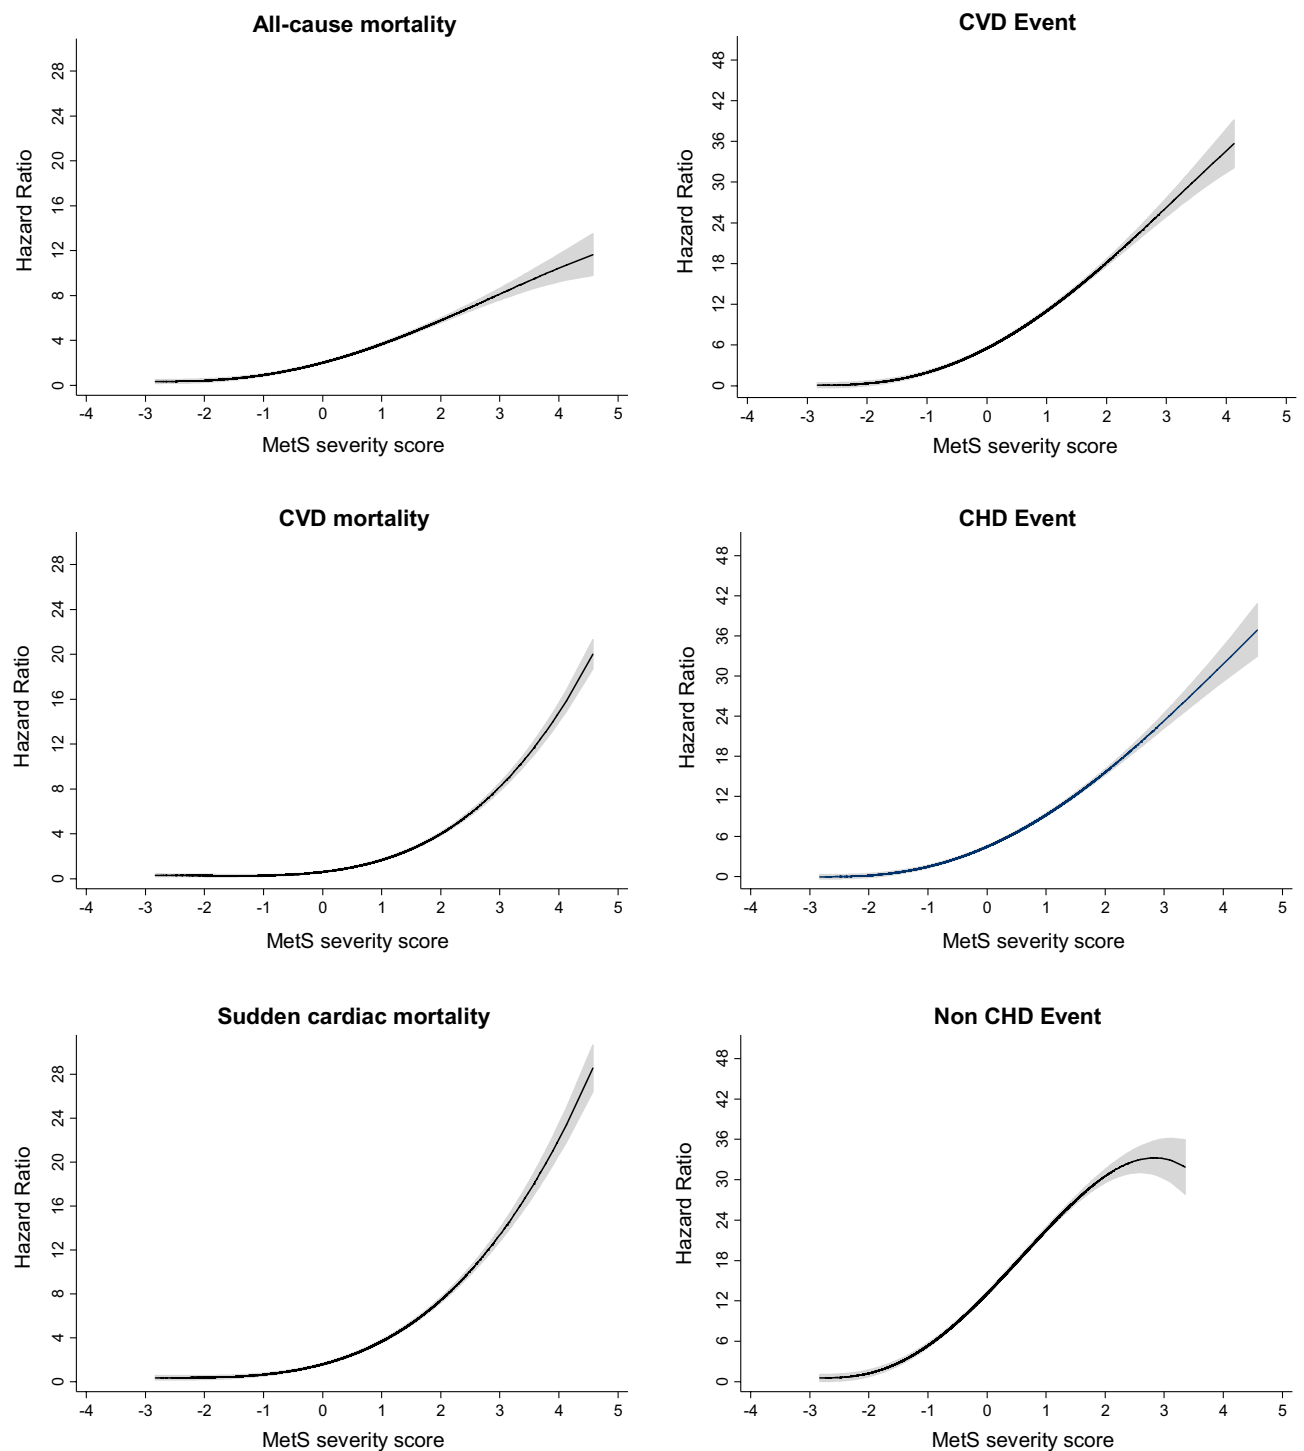 All-cause mortality
Hazard Ratio
28
24
20
16
12
8
4
0
-4 -3 -2 -1 0 1 2 3 4 5
MetS severity score
CVD Event
Hazard Ratio
48
42
36
30
24
18
12
6
0
-4 -3 -2 -1 0 1 2 3 4 5
MetS severity score
CVD mortality
Hazard Ratio
28
24
20
16
12
8
4
0
-4 -3 -2 -1 0 1 2 3 4 5
MetS severity score
CHD Event
Hazard Ratio
48
42
36
30
24
18
12
6
0
-4 -3 -2 -1 0 1 2 3 4 5
MetS severity score
Sudden cardiac mortality
Hazard Ratio
28
24
20
16
12
8
4
0
-4 -3 -2 -1 0 1 2 3 4 5
MetS severity score
Non CHD Event
Hazard Ratio
48
42
36
30
24
18
12
6
0
-4 -3 -2 -1 0 1 2 3 4 5
MetS severity score